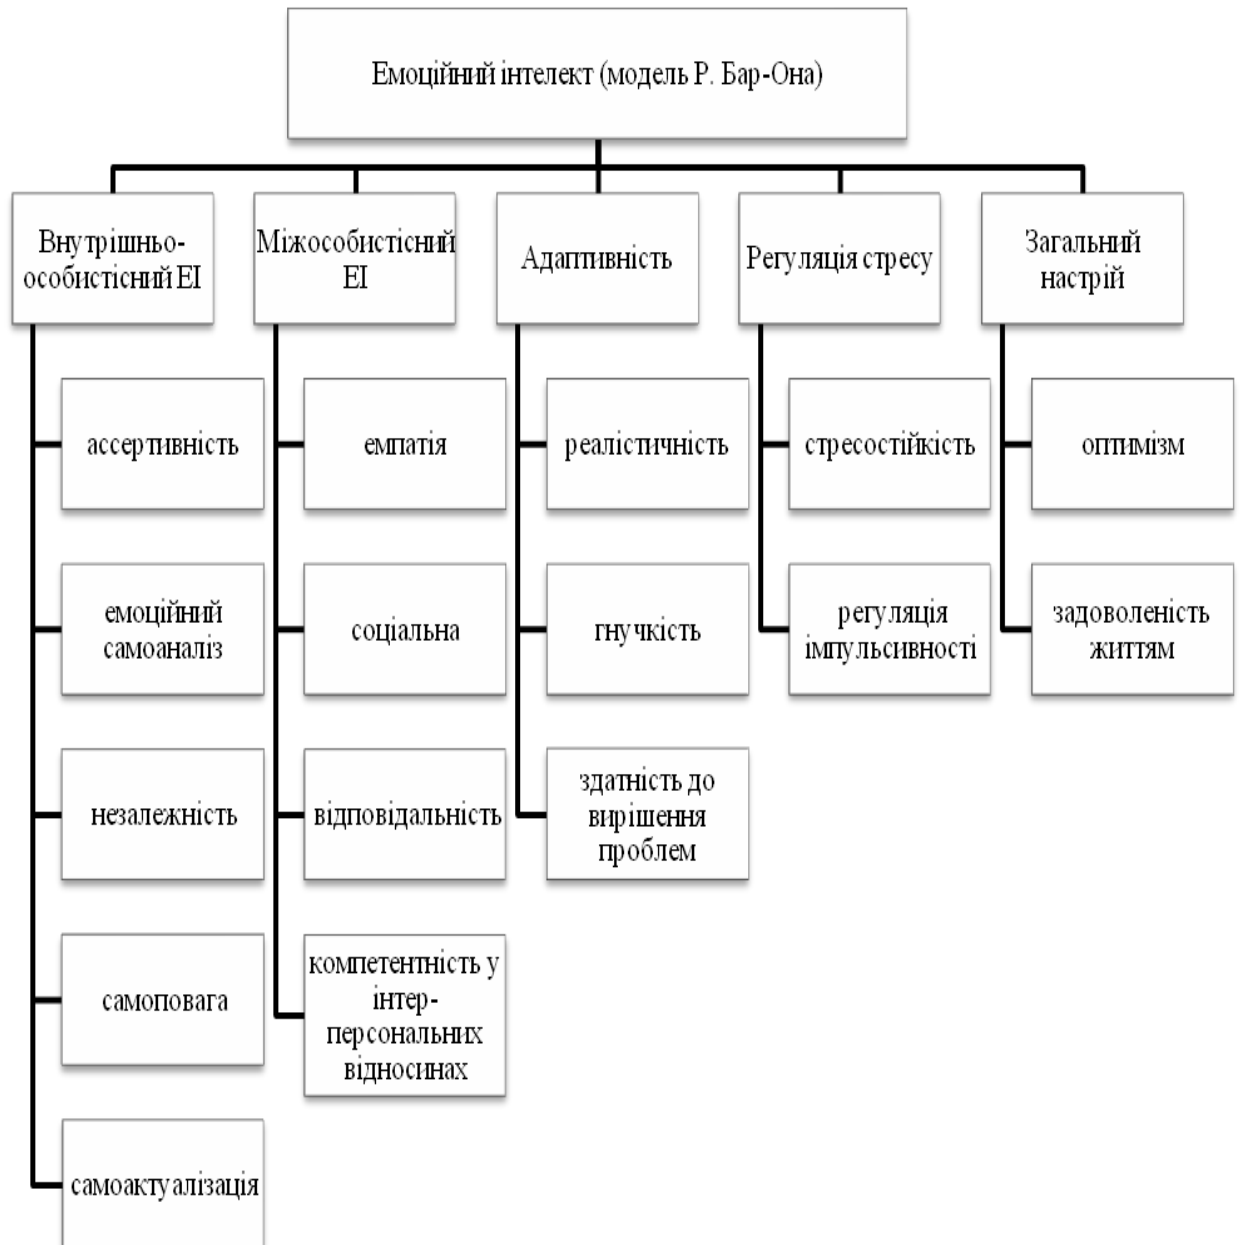 Емоційний інтелект (модель Р. Бар-Она)
Внутрішньо-
особистісний ЕІ
Міжособистісний
ЕІ
Адаптивність
Регуляція стресу
Загальний
настрій
ассертивність
емоційний
самоаналіз
незалежність
самоповага
самоактуалізація
емпатія
соціальна
відповідальність
компетентність у
інтер-
персональних
відносинах
реалістичність
гнучкість
здатність до
вирішення
проблем
стресостійкість
регуляція
імпульсивності
оптимізм
задоволеність
життям